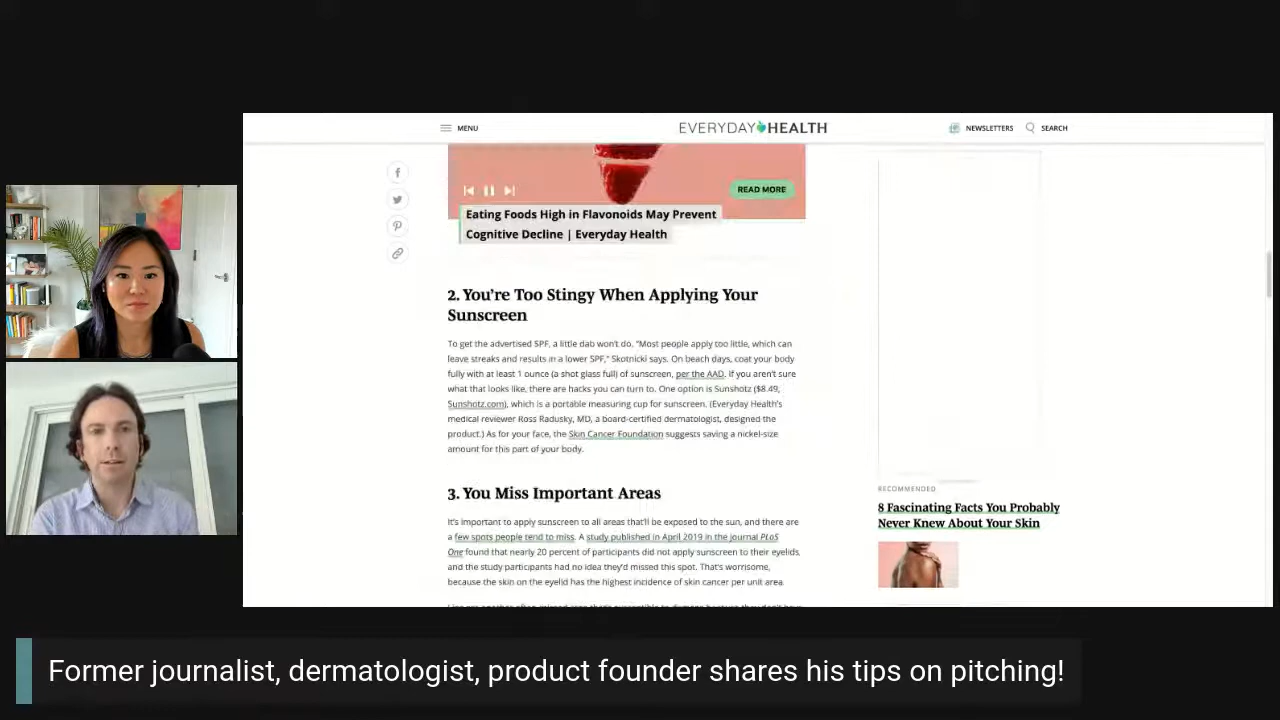 MENU
EVERYDAY HEALTH
NEWSLETTERS
SEARCH
READ MORE
Eating Foods High in Flavonoids May Prevent
Cognitive Decline | Everyday Health
2. You're Too Stingy When Applying Your
Sunscreen
To get the advertised SPF, a little dab won't do. "Most people apply too little, which can
leave streaks and results in a lower SPF," Skotnicki says. On beach days, coat your body
fully with at least 1 ounce (a shot glass full) of sunscreen, per the AAD. If you aren't sure
what that looks like, there are hacks you can turn to. One option is Sunshotz ($8.49,
Sunshotz.com), which is a portable measuring cup for sunscreen. (Everyday Health's
medical reviewer Ross Radusky, MD, a board-certified dermatologist, designed the
product.) As for your face, the Skin Cancer Foundation suggests saving a nickel-size
amount for this part of your body.
3. You Miss Important Areas
It's important to apply sunscreen to all areas that'll be exposed to the sun, and there are
a few spots people tend to miss. A study published in April 2019 in the journal PLoS
One found that nearly 20 percent of participants did not apply sunscreen to their eyelids,
and the study participants had no idea they'd missed this spot. That's worrisome,
because the skin on the eyelid has the highest incidence of skin cancer per unit area.
RECOMMENDED
8 Fascinating Facts You Probably
Never Knew About Your Skin
Former journalist, dermatologist, product founder shares his tips on pitching!